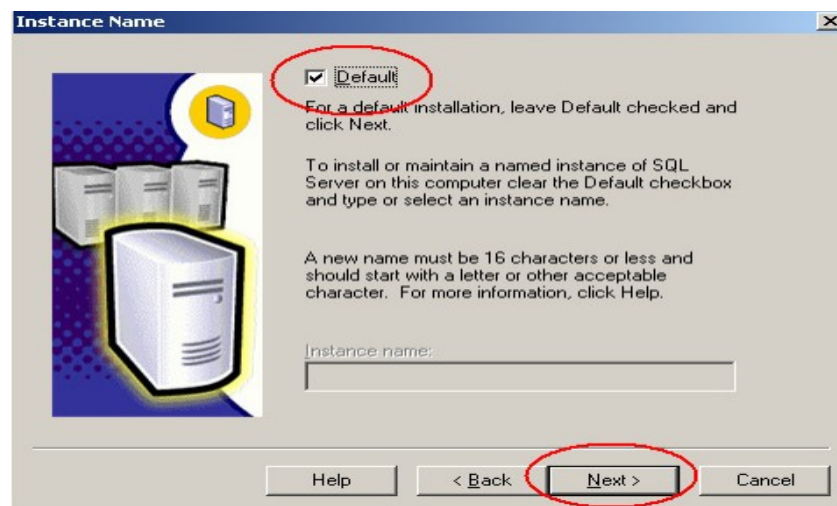 Instance Name
Default
For a default installation, leave Default checked and
click Next.
To install or maintain a named instance of SQL
Server on this computer clear the Default checkbox
and type or select an instance name.
A new name must be 16 characters or less and
should start with a letter or other acceptable
character. For more information, click Help.
Instance name:
Help
< Back
Next >
Cancel